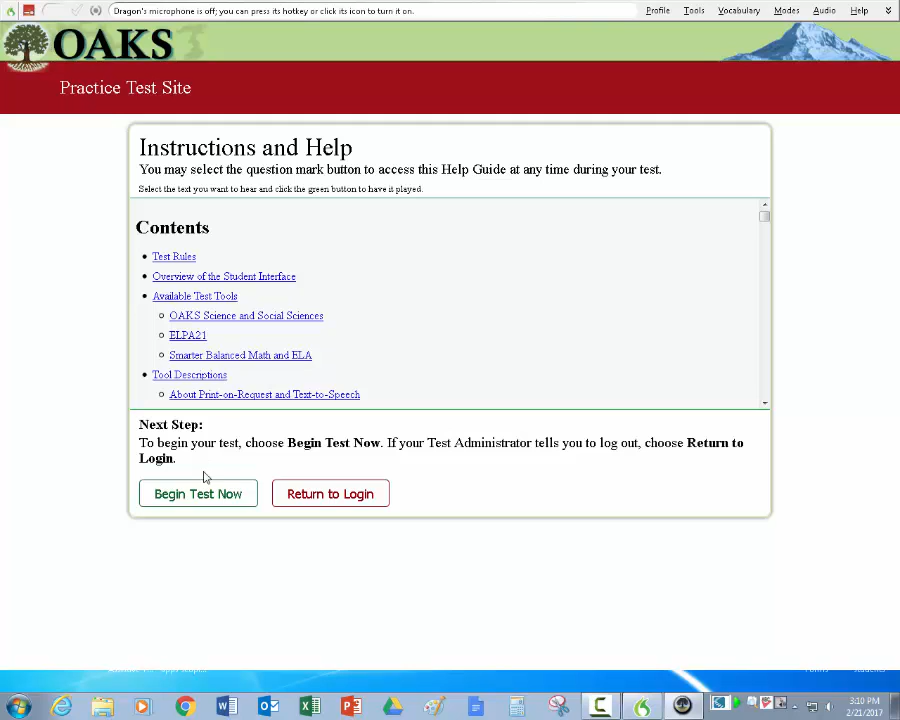 Dragon's microphone is off; you can press its hotkey or click its icon to turn it on.
Profile Tools Vocabulary Modes Audio Help
OAKS
Practice Test Site
Instructions and Help
You may select the question mark button to access this Help Guide at any time during your test.
Select the text you want to hear and click the green button to have it played.
Contents
Test Rules
Overview of the Student Interface
Available Test Tools
OAKS Science and Social Sciences
ELPA21
Smarter Balanced Math and ELA
Tool Descriptions
About Print-on-Request and Text-to-Speech
Next Step:
To begin your test, choose Begin Test Now. If your Test Administrator tells you to log out, choose Return to
Login.
Begin Test Now Return to Login
3:10 PM
2/21/2017